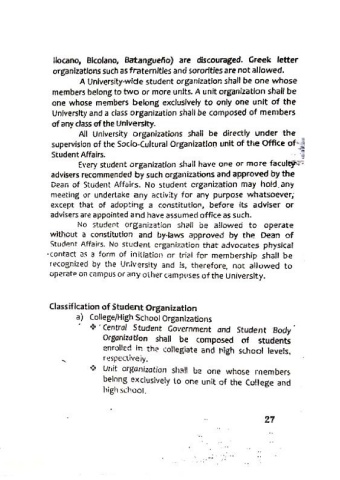 Ilocano, Bicolano, Batangueño) are discouraged. Greek letter
organizations such as fraternities and sororities are not allowed.
A University-wide student organization shall be one whose
members belong to two or more units. A unit organization shall be
one whose members belong exclusively to only one unit of the
University and a class organization shall be composed of members
of any class of the University.
All University organizations shall be directly under the
supervision of the Socio-Cultural Organization unit of the Office of
Student Affairs.
Every student organization shall have one or more faculty
advisers recommended by such organizations and approved by the
Dean of Student Affairs. No student organization may hold any
meeting or undertake any activity for any purpose whatsoever,
except that of adopting a constitution, before its adviser or
advisers are appointed and have assumed office as such.
No student organization shall be allowed to operate
without a constitution and by-laws approved by the Dean of
Student Affairs. No student organization that advocates physical
contact as a form of initiation or trial for membership shall be
recognized by the University and is, therefore, not allowed to
operate on campus or any other campuses of the University.
Classification of Student Organization
a) College/High School Organizations
❖ Central Student Government and Student Body
Organization shall be composed of students
enrolled in the collegiate and high school levels,
respectively.
❖ Unit organization shall be one whose members
belong exclusively to one unit of the College and
high school.
27